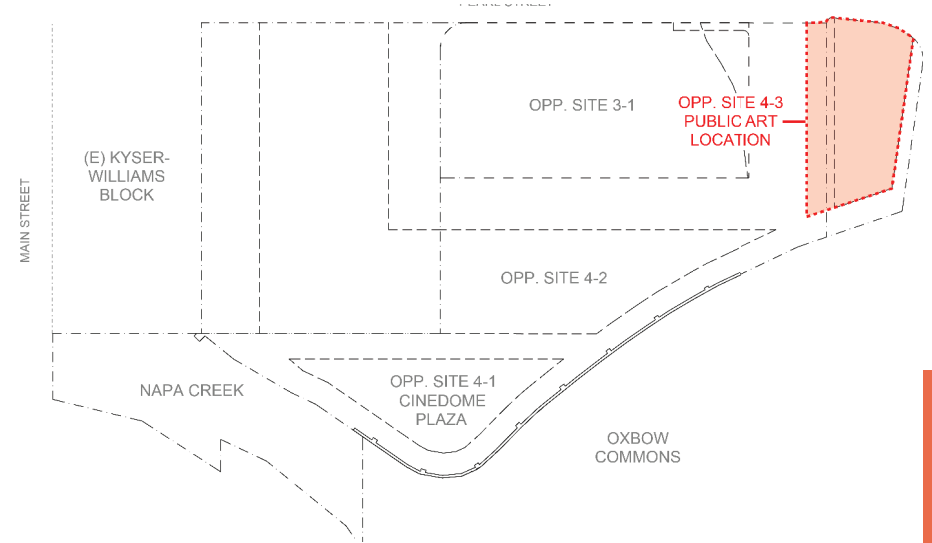 OPP. SITE 3-1
OPP. SITE 4-3
PUBLIC ART
LOCATION
(E) KYSER-
WILLIAMS
BLOCK
MAIN STREET
OPP. SITE 4-2
NAPA CREEK
OPP. SITE 4-1
CINEDOME
PLAZA
OXBOW
COMMONS